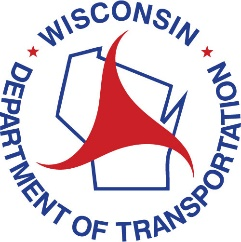 WISCONSIN
DEPARTMENT OF TRANSPORTATION